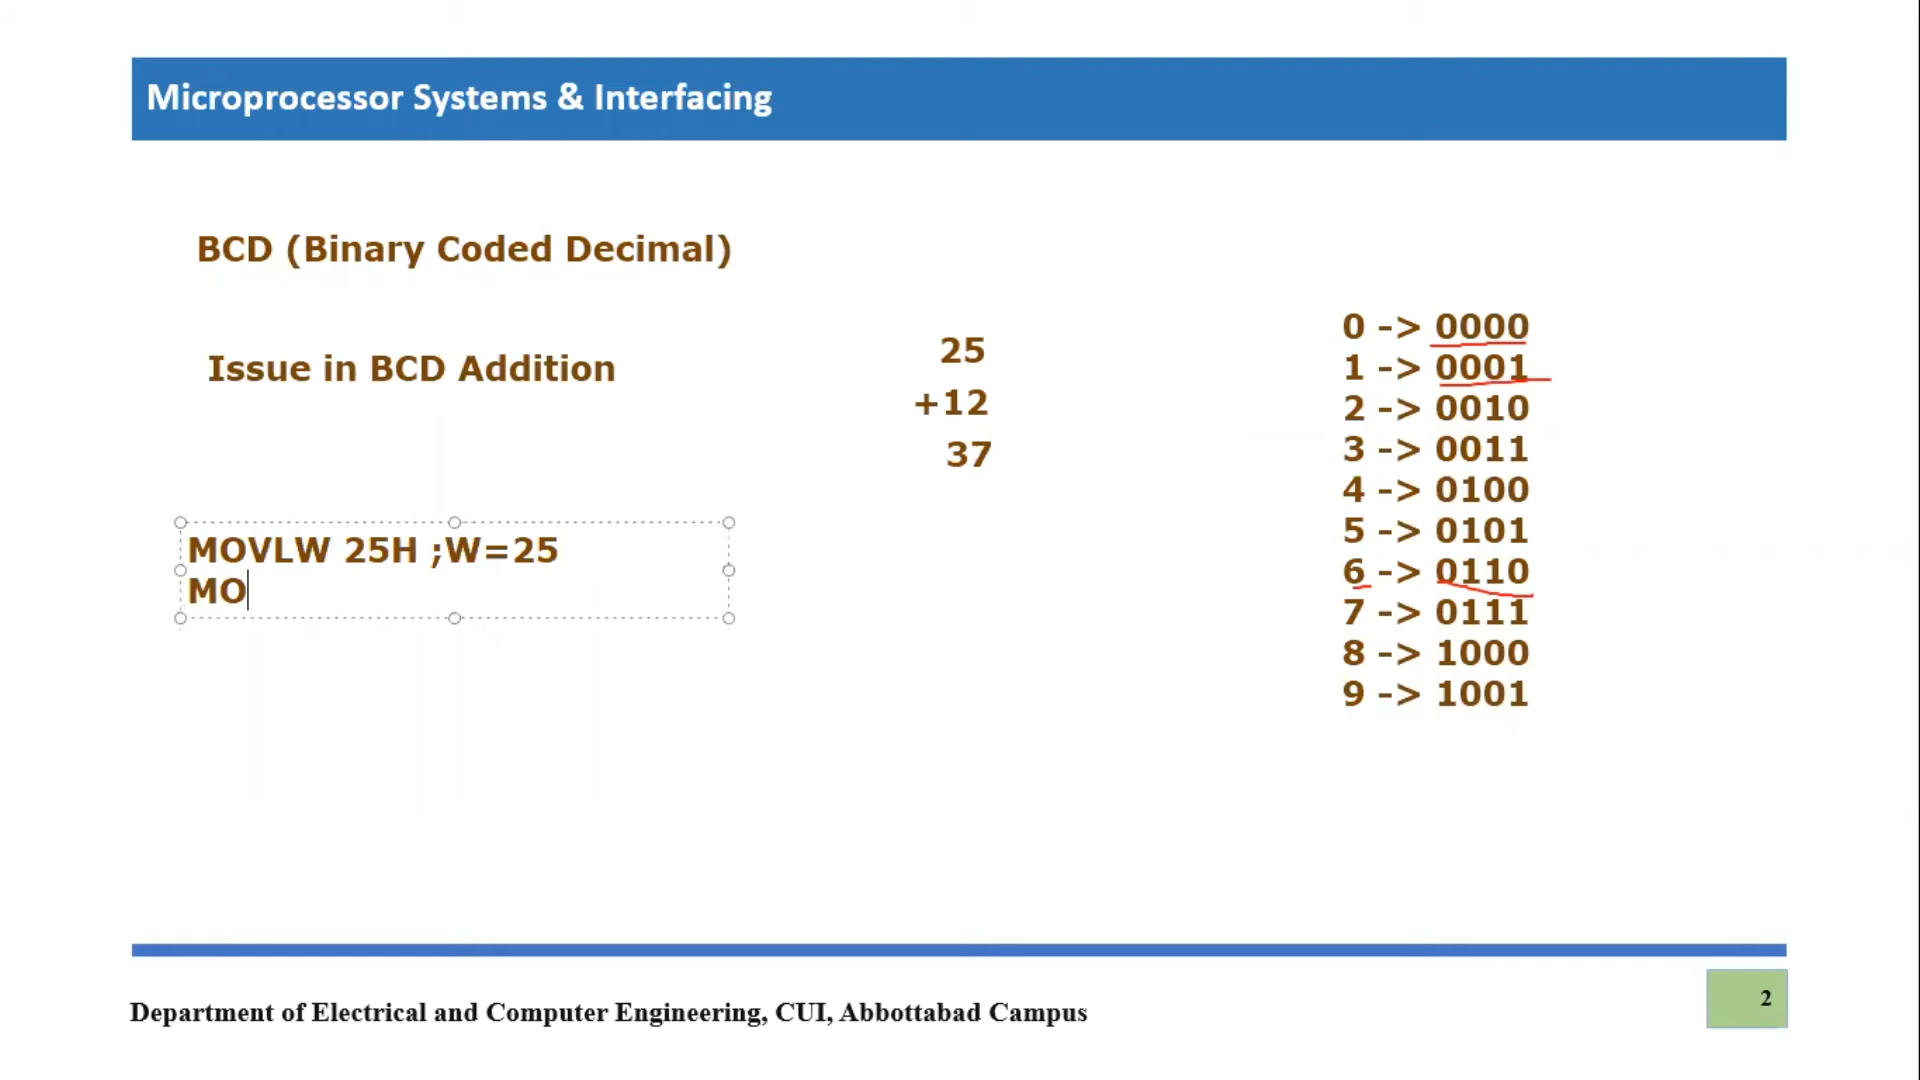 Microprocessor Systems & Interfacing
BCD (Binary Coded Decimal)
Issue in BCD Addition
25
+12
37
MOVLW 25H ;W=25
MO
0 -> 0000
1 -> 0001
2 -> 0010
3 -> 0011
4 -> 0100
5 -> 0101
6 -> 0110
7 -> 0111
8 -> 1000
9 -> 1001
Department of Electrical and Computer Engineering, CUI, Abbottabad Campus
2